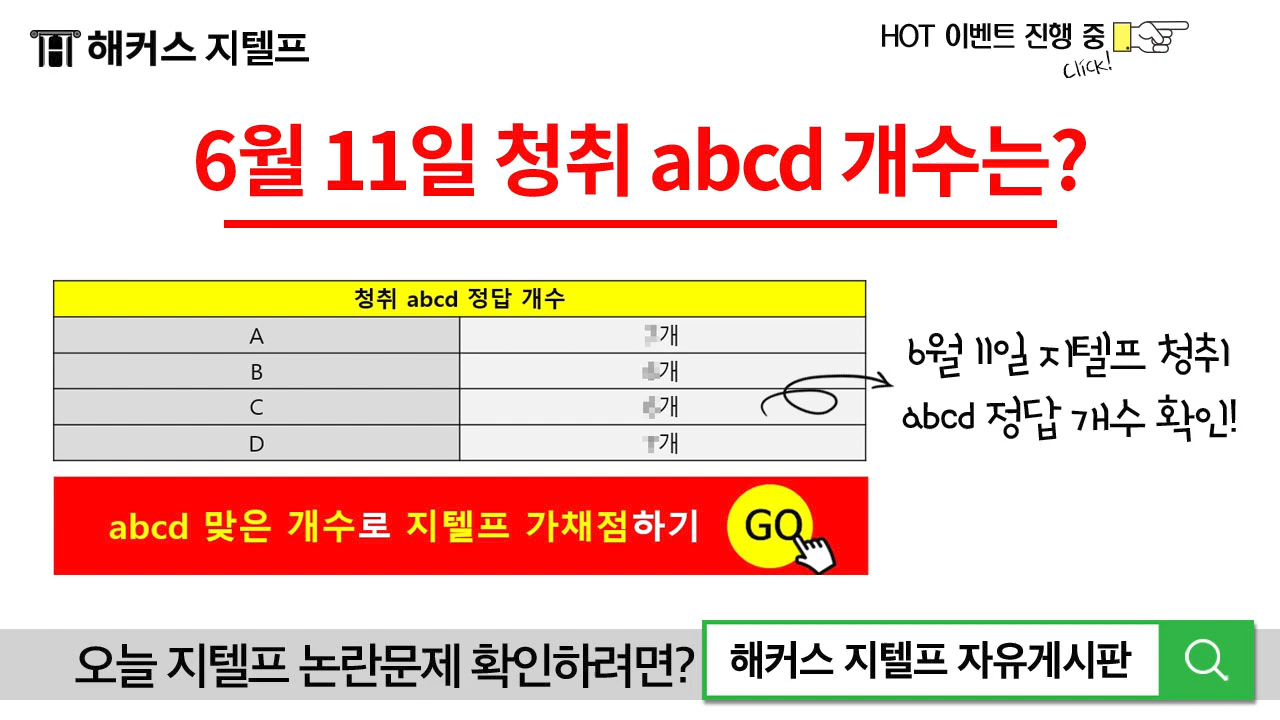 해커스 지텔프
HOT 이벤트 진행 중
Click!
6월 11일 청취 abcd 개수는?
청취 abcd 정답 개수
A 개
B 개
C 개
D 개
6월 11일 지텔프 청취
abcd 정답 개수 확인!
abcd 맞은 개수로 지텔프 가채점하기
GO
오늘 지텔프 논란문제 확인하려면?
해커스 지텔프 자유게시판